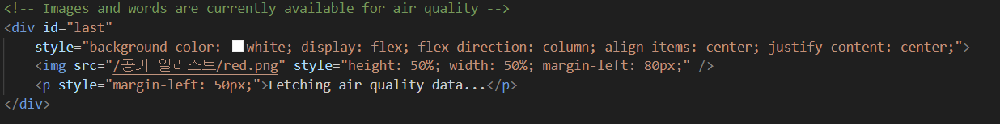 <!-- Images and words are currently available for air quality -->
<div id="last"
style="background-color: white; display: flex; flex-direction: column; align-items: center; justify-content: center;">
<img src="/공기 일러스트/red.png" style="height: 50%; width: 50%; margin-left: 80px;" />
<p style="margin-left: 50px;">Fetching air quality data...</p>
</div>